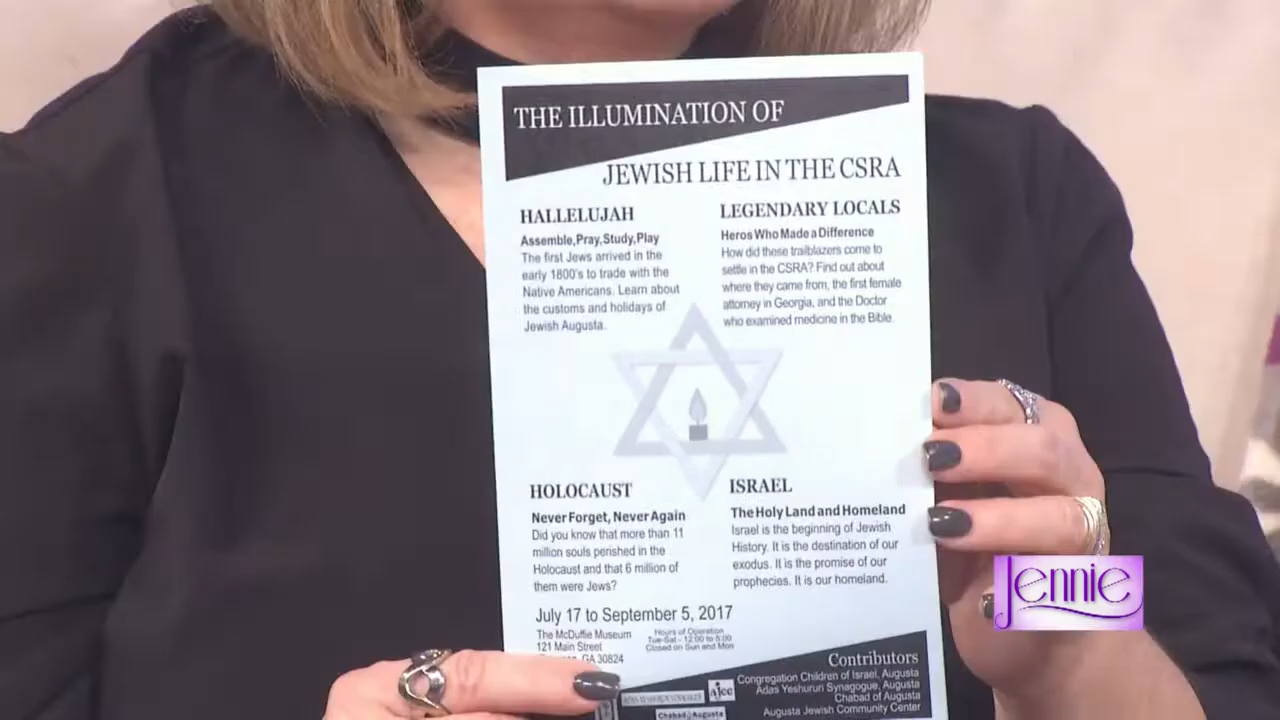 THE ILLUMINATION OF
JEWISH LIFE IN THE CSRA
HALLELUJAH
Assemble,Pray,Study,Play
The first Jews arrived in the
early 1800's to trade with the
Native Americans. Learn about
the customs and holidays of
Jewish Augusta.
LEGENDARY LOCALS
Heros Who Made a Difference
How did these trailblazers come to
settle in the CSRA? Find out about
where they came from, the first female
attorney in Georgia, and the Doctor
who examined medicine in the Bible.
HOLOCAUST
Never Forget, Never Again
Did you know that more than 11
million souls perished in the
Holocaust and that 6 million of
them were Jews?
ISRAEL
The Holy Land and Homeland
Israel is the beginning of Jewish
History. It is the destination of our
exodus. It is the promise of our
prophecies. It is our homeland.
July 17 to September 5, 2017
The McDuffie Museum
121 Main Street
GA 30824
Hours of Operation
Tue-Sat - 12:00 to 5:00
Closed on Sun and Mon
Contributors
Congregation Children of Israel, Augusta
Adas Yeshurun Synagogue, Augusta
Chabad of Augusta
Augusta Jewish Community Center
ajcc
Chabad Augusta
Jennie